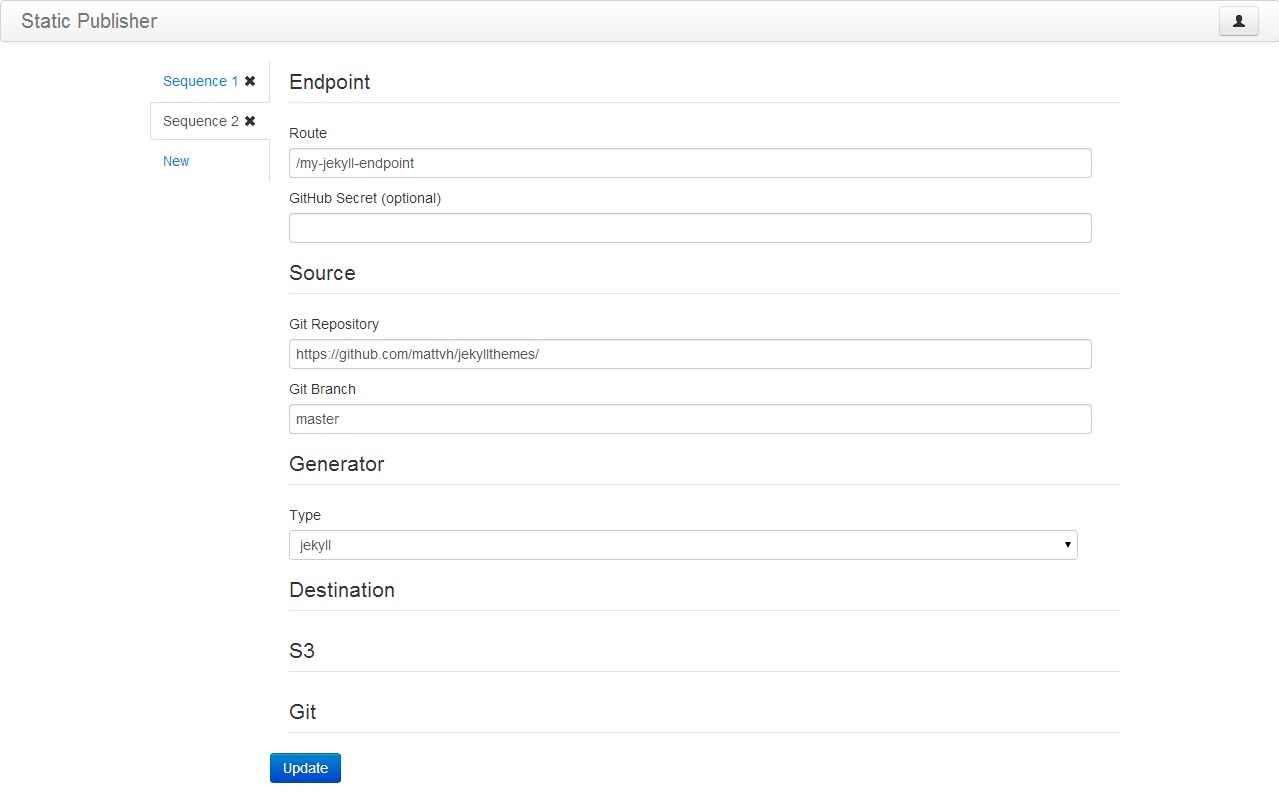 Static Publisher
Sequence 1 ✖
Sequence 2 ✖
New
Endpoint
Route
/my-jekyll-endpoint
GitHub Secret (optional)
Source
Git Repository
https://github.com/mattvh/jekyllthemes/
Git Branch
master
Generator
Type
jekyll
Destination
S3
Git
Update